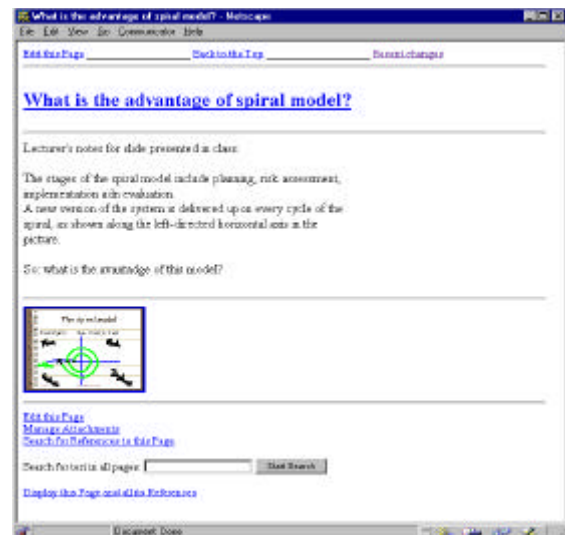 What is the advantage of spiral model? - Netscape
File Edit View Go Communicator Help
Edit this Page Back to the Top Recent changes
What is the advantage of spiral model?
Lecturer's notes for slide presented in class
The stages of the spiral model include planning, risk assessment,
implementation adn evaluation.
A new version of the system is delivered upon every cycle of the
spiral, as shown along the left-directed horizontal axis in the
picture.
So: what is the avantadge of this model?
The spiral model
Edit this Page
Manage Attachments
Search for References to this Page
Search for text in all pages: Start Search
Display this Page and all its References
Document: Done